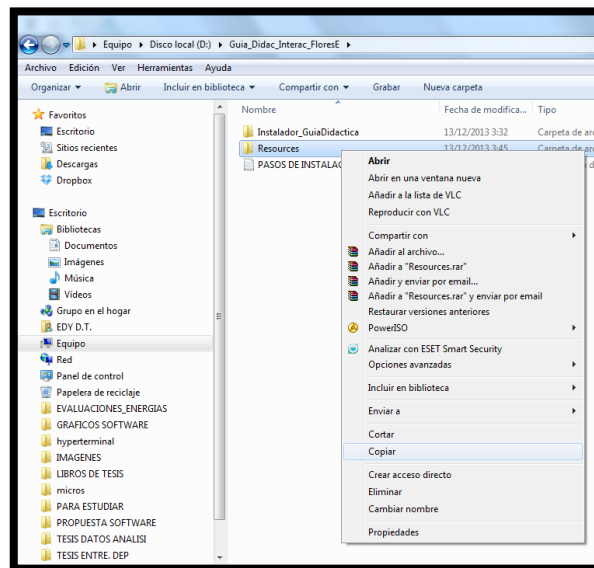 Equipo ▸ Disco local (D:) ▸ Guia_Didac_Interac_FloresE ▸
Archivo Edición Ver Herramientas Ayuda
Organizar Abrir Incluir en biblioteca Compartir con Grabar Nueva carpeta
Favoritos
Escritorio
Sitios recientes
Descargas
Dropbox
Escritorio
Bibliotecas
Documentos
Imágenes
Música
Vídeos
Grupo en el hogar
EDY D.T.
Equipo
Red
Panel de control
Papelera de reciclaje
EVALUACIONES_ENERGIAS
GRAFICOS SOFTWARE
hyperterminal
IMAGENES
LIBROS DE TESIS
micros
PARA ESTUDIAR
PROPUESTA SOFTWARE
TESIS DATOS ANALISI
TESIS ENTRE. DEP
Nombre Fecha de modifica... Tipo
Instalador_GuiaDidactica 13/12/2013 3:32 Carpeta de arc
Resources 13/12/2013 3:45 Carpeta de arc
PASOS DE INSTALAC
Abrir
Abrir en una ventana nueva
Añadir a la lista de VLC
Reproducir con VLC
Compartir con
Añadir al archivo...
Añadir a "Resources.rar"
Añadir y enviar por email...
Añadir a "Resources.rar" y enviar por email
Restaurar versiones anteriores
PowerISO
Analizar con ESET Smart Security
Opciones avanzadas
Incluir en biblioteca
Enviar a
Cortar
Copiar
Crear acceso directo
Eliminar
Cambiar nombre
Propiedades